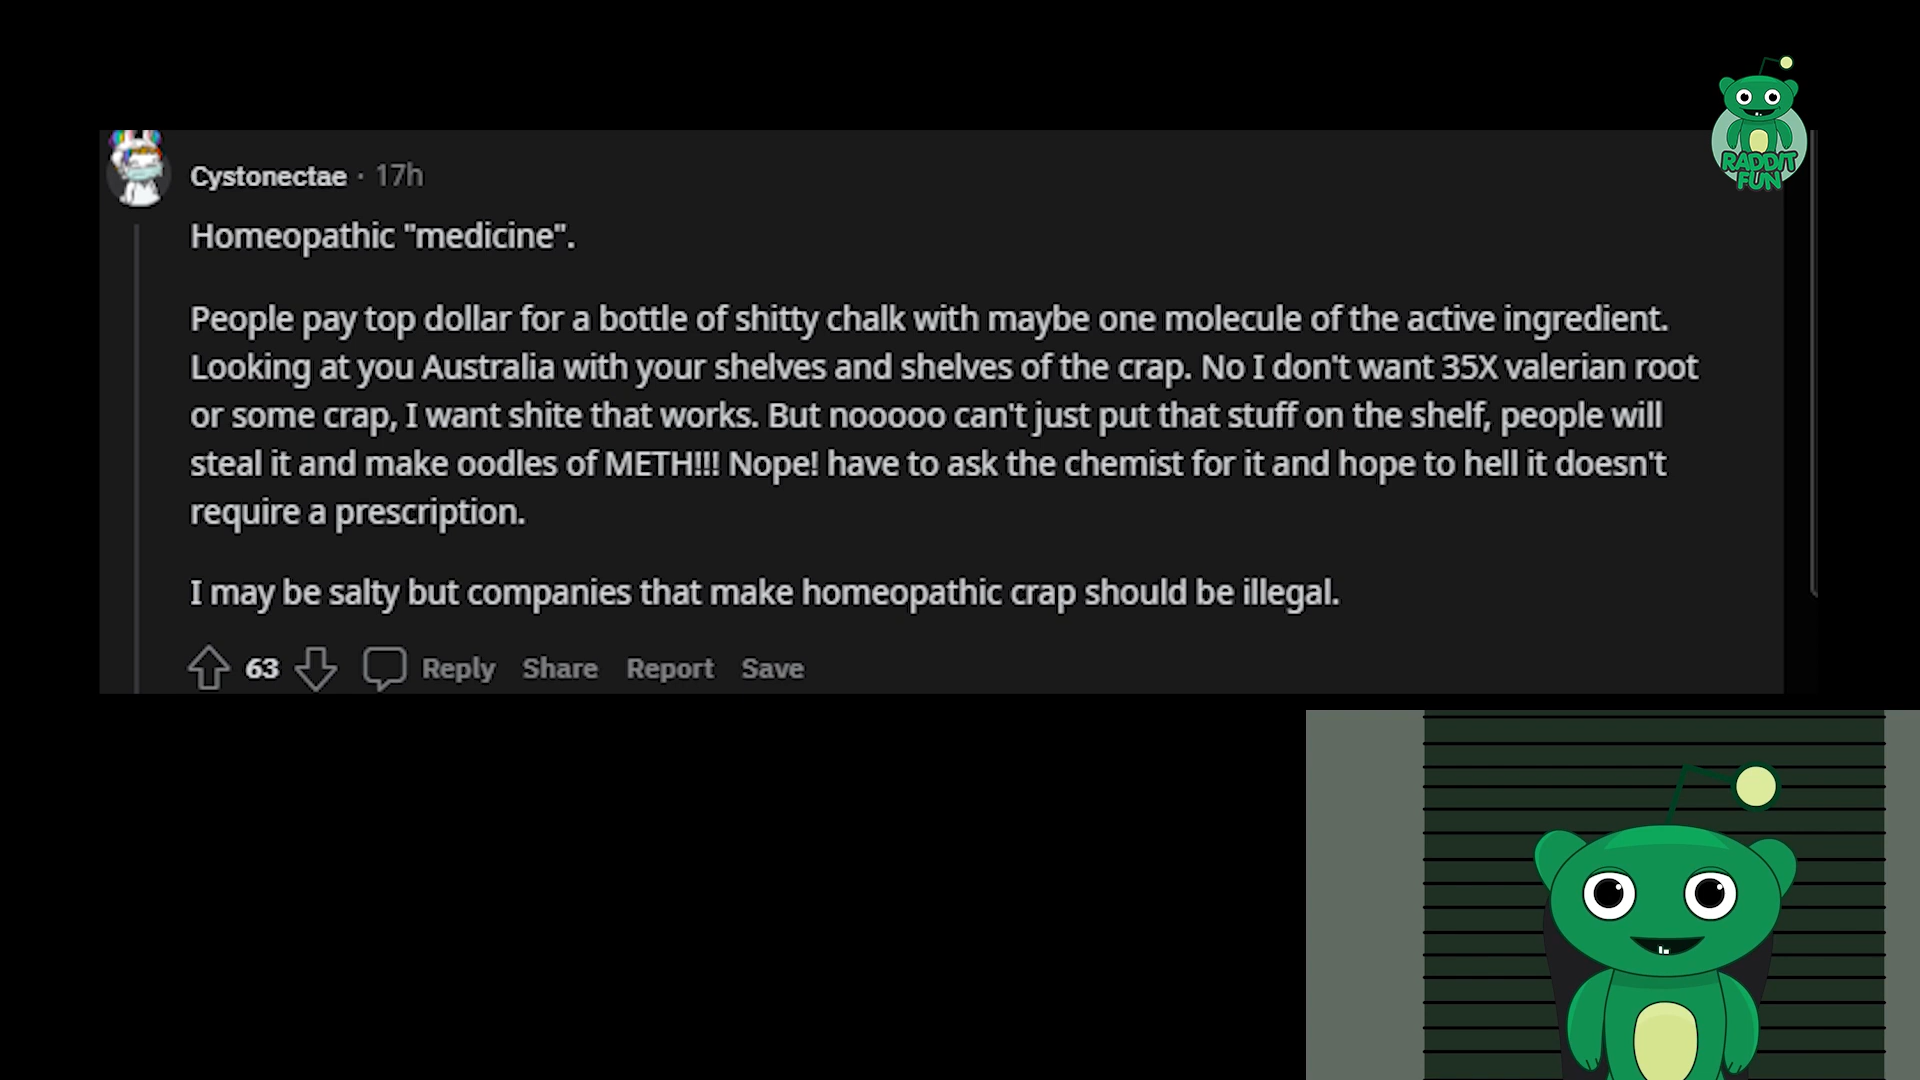 RADDIT
FUN
Cystonectae · 17h
Homeopathic "medicine".
People pay top dollar for a bottle of shitty chalk with maybe one molecule of the active ingredient.
Looking at you Australia with your shelves and shelves of the crap. No I don't want 35X valerian root
or some crap, I want shite that works. But nooooo can't just put that stuff on the shelf, people will
steal it and make oodles of METH!!! Nope! have to ask the chemist for it and hope to hell it doesn't
require a prescription.
I may be salty but companies that make homeopathic crap should be illegal.
63 Reply Share Report Save